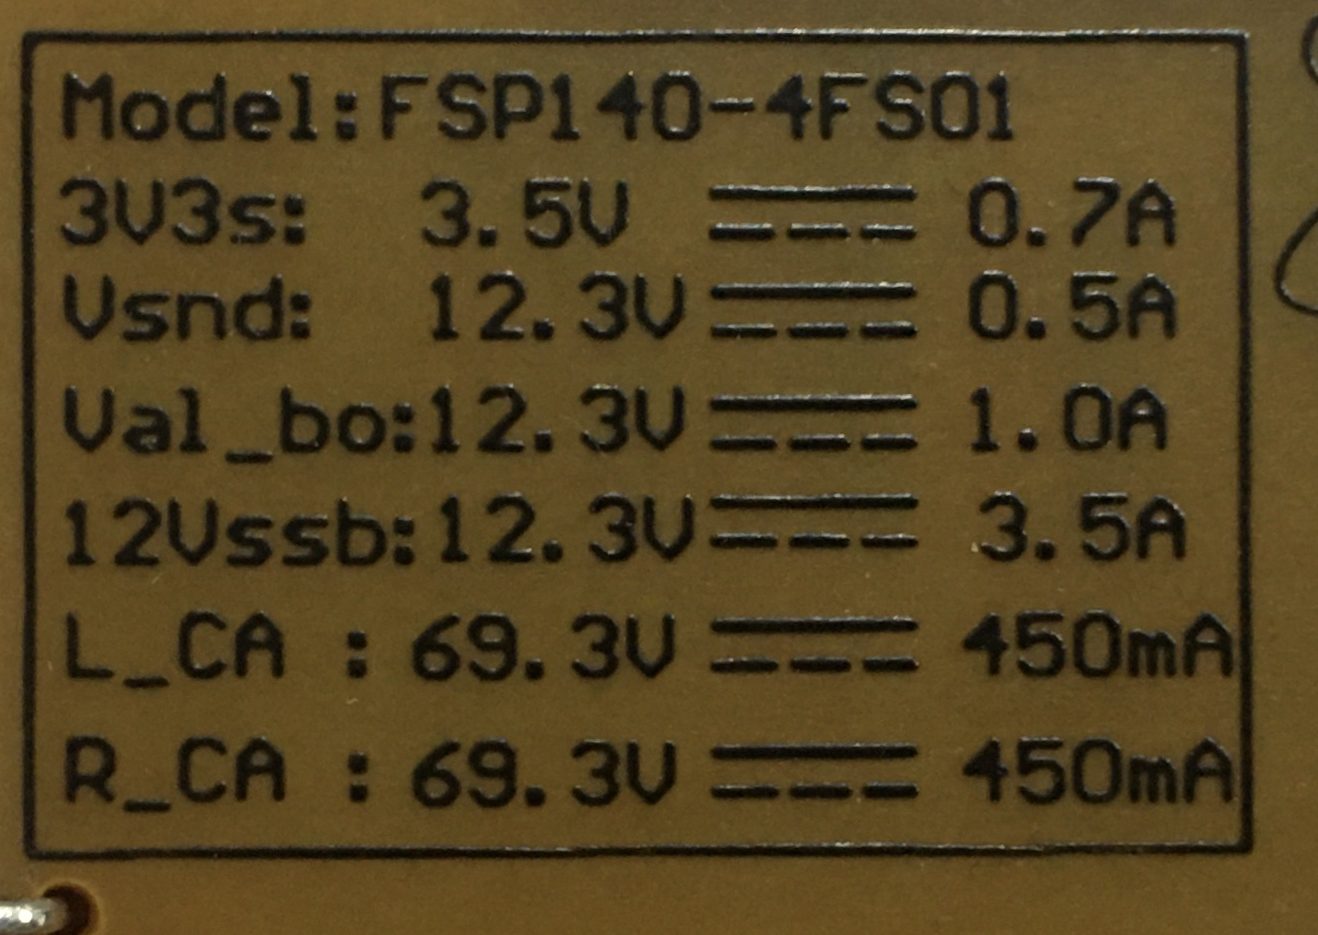 Model:FSP140-4FS01
3V3s: 3.5V ⎓ 0.7A
Vsnd: 12.3V ⎓ 0.5A
Val_bo:12.3V ⎓ 1.0A
12Vssb:12.3V ⎓ 3.5A
L_CA : 69.3V ⎓ 450mA
R_CA : 69.3V ⎓ 450mA